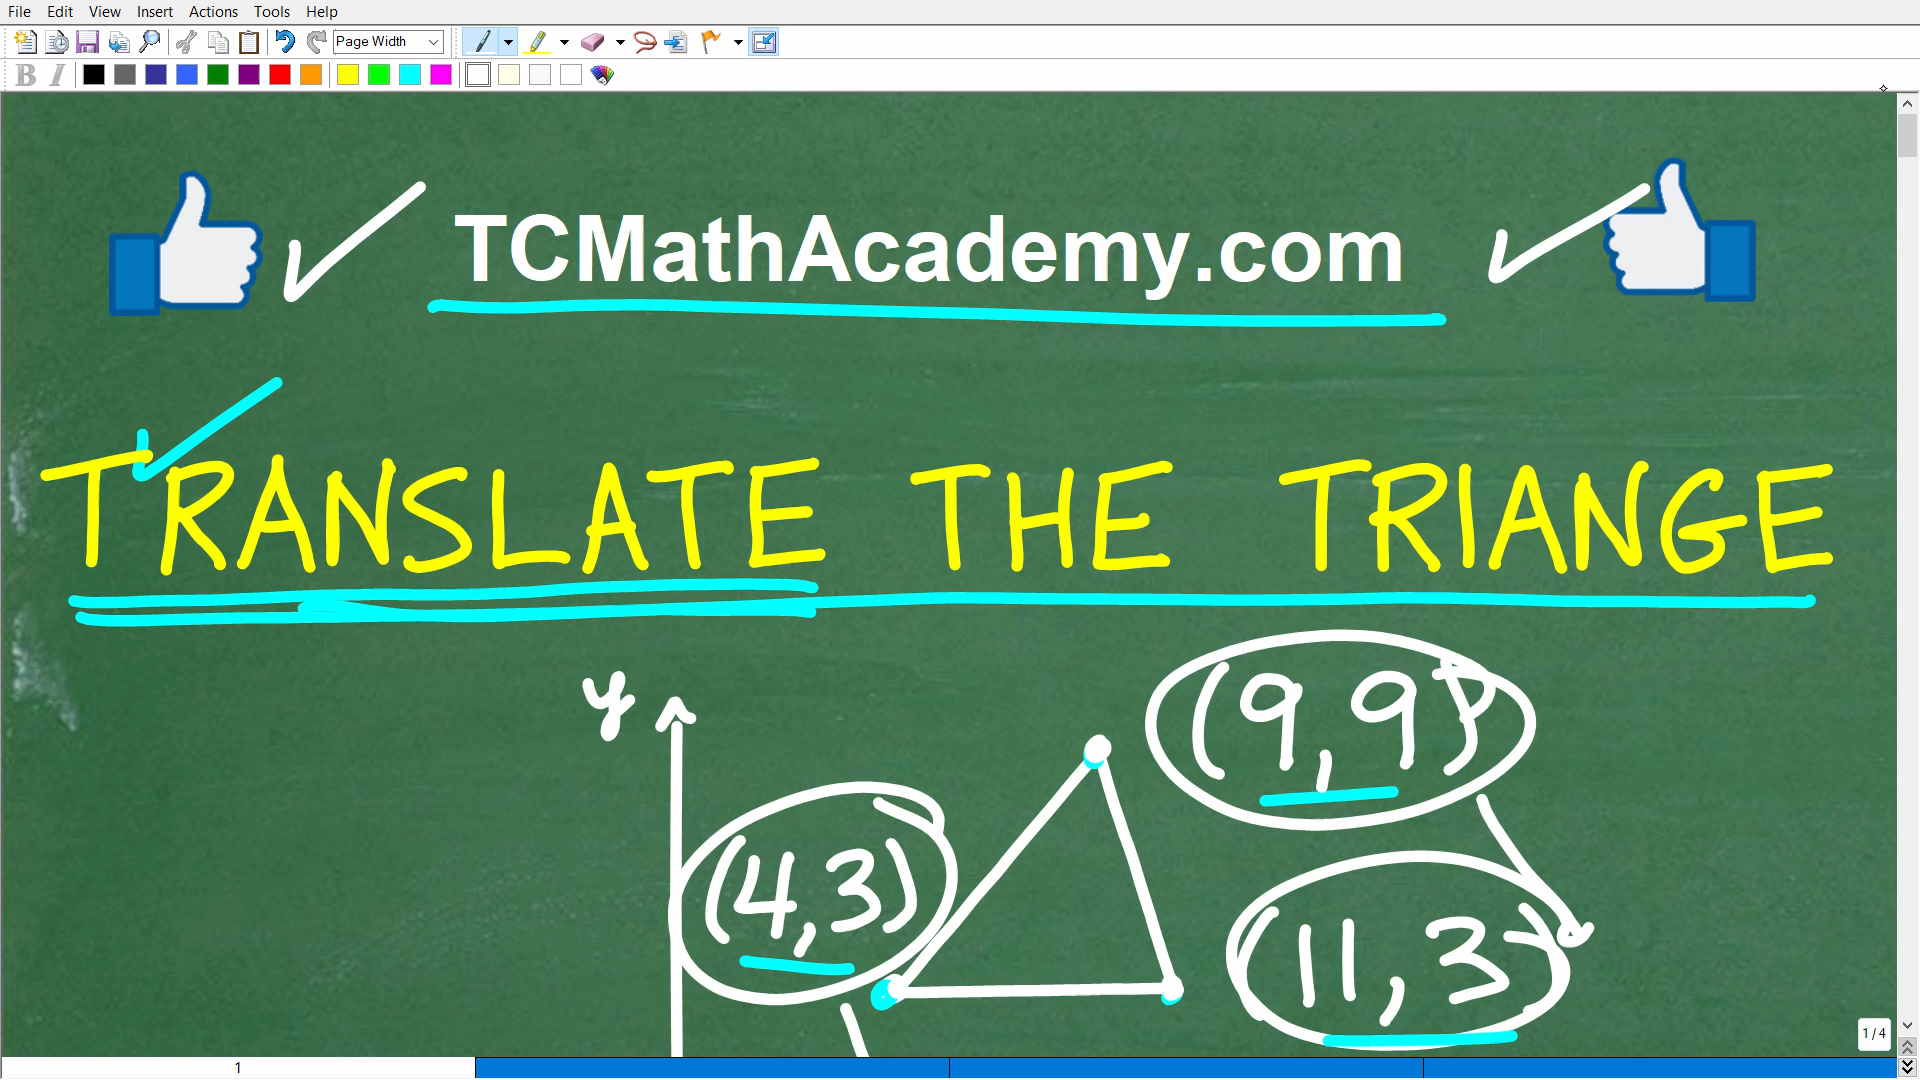 File Edit View Insert Actions Tools Help
Page Width
B I
TCMathAcademy.com
TRANSLATE THE TRIANGE
y
(9,9)
(4,3)
(11,3)
1 / 4
1